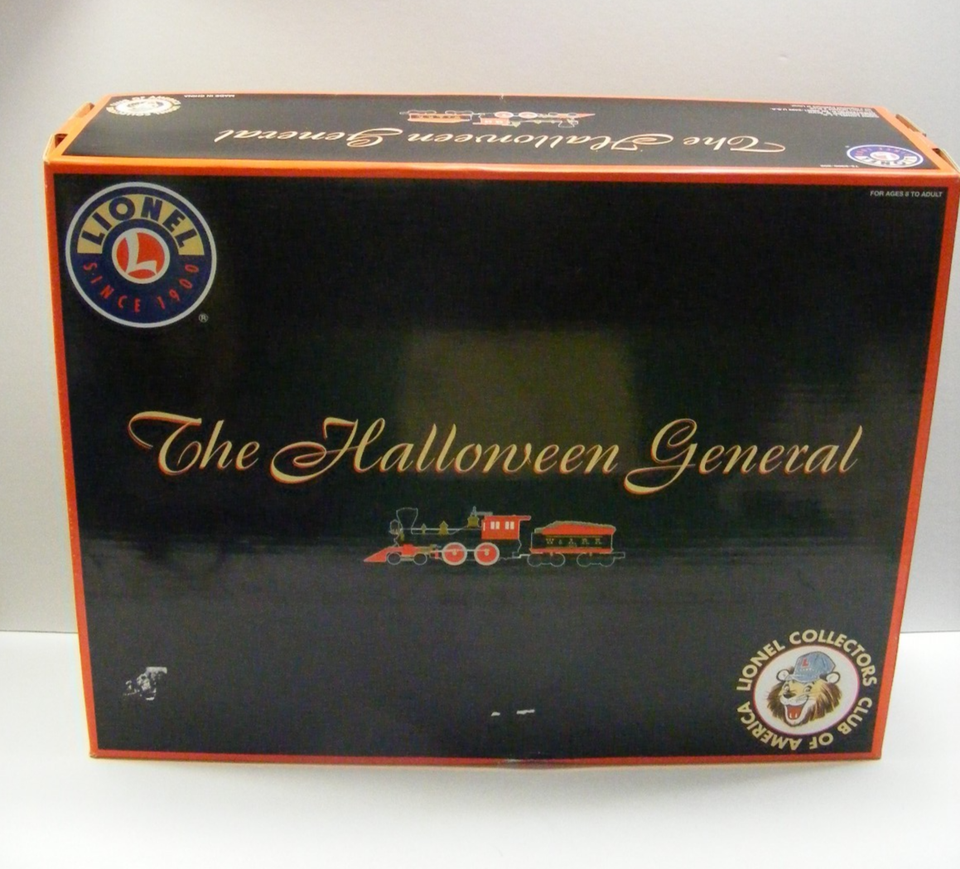 The Halloween General
LIONEL
L
SINCE 1900
®
FOR AGES 8 TO ADULT
The Halloween General
W & A. R. R.
LIONEL COLLECTORS CLUB OF AMERICA